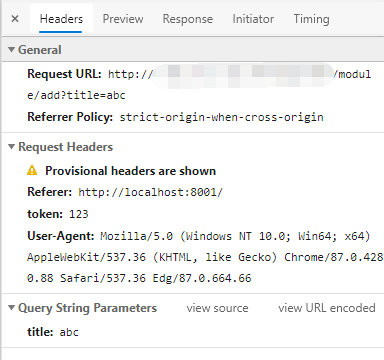 Headers Preview Response Initiator Timing
General
Request URL: http://
/modul
e/add?title=abc
Referrer Policy: strict-origin-when-cross-origin
Request Headers
Provisional headers are shown
Referer: http://localhost:8001/
token: 123
User-Agent: Mozilla/5.0 (Windows NT 10.0; Win64; x64)
AppleWebKit/537.36 (KHTML, like Gecko) Chrome/87.0.428
0.88 Safari/537.36 Edg/87.0.664.66
Query String Parameters view source view URL encoded
title: abc